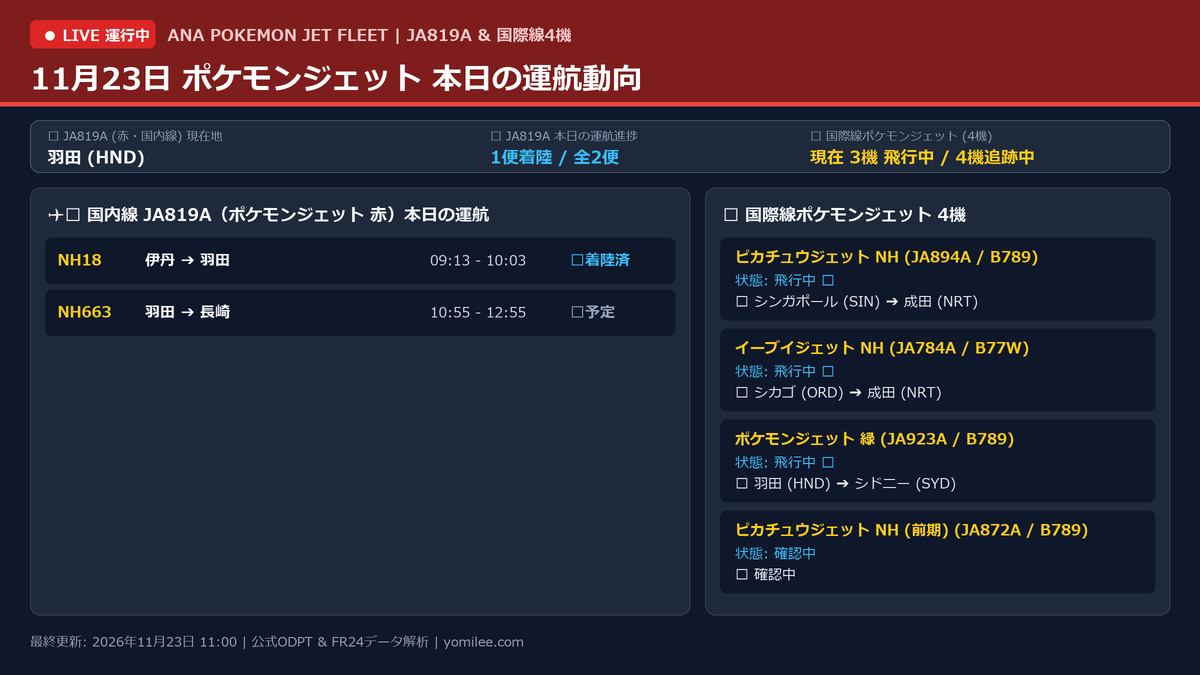 ● LIVE 運行中 ANA POKEMON JET FLEET | JA819A & 国際線4機
11月23日 ポケモンジェット 本日の運航動向
□ JA819A (赤・国内線) 現在地
羽田 (HND)
□ JA819A 本日の運航進捗
1便着陸 / 全2便
□ 国際線ポケモンジェット (4機)
現在 3機 飛行中 / 4機追跡中
✈□ 国内線 JA819A（ポケモンジェット 赤）本日の運航
NH18 伊丹 → 羽田 09:13 - 10:03 □着陸済
NH663 羽田 → 長崎 10:55 - 12:55 □予定
□ 国際線ポケモンジェット 4機
ピカチュウジェット NH (JA894A / B789)
状態: 飛行中 □
□ シンガポール (SIN) → 成田 (NRT)
イーブイジェット NH (JA784A / B77W)
状態: 飛行中 □
□ シカゴ (ORD) → 成田 (NRT)
ポケモンジェット 緑 (JA923A / B789)
状態: 飛行中 □
□ 羽田 (HND) → シドニー (SYD)
ピカチュウジェット NH (前期) (JA872A / B789)
状態: 確認中
□ 確認中
最終更新: 2026年11月23日 11:00 | 公式ODPT & FR24データ解析 | yomilee.com